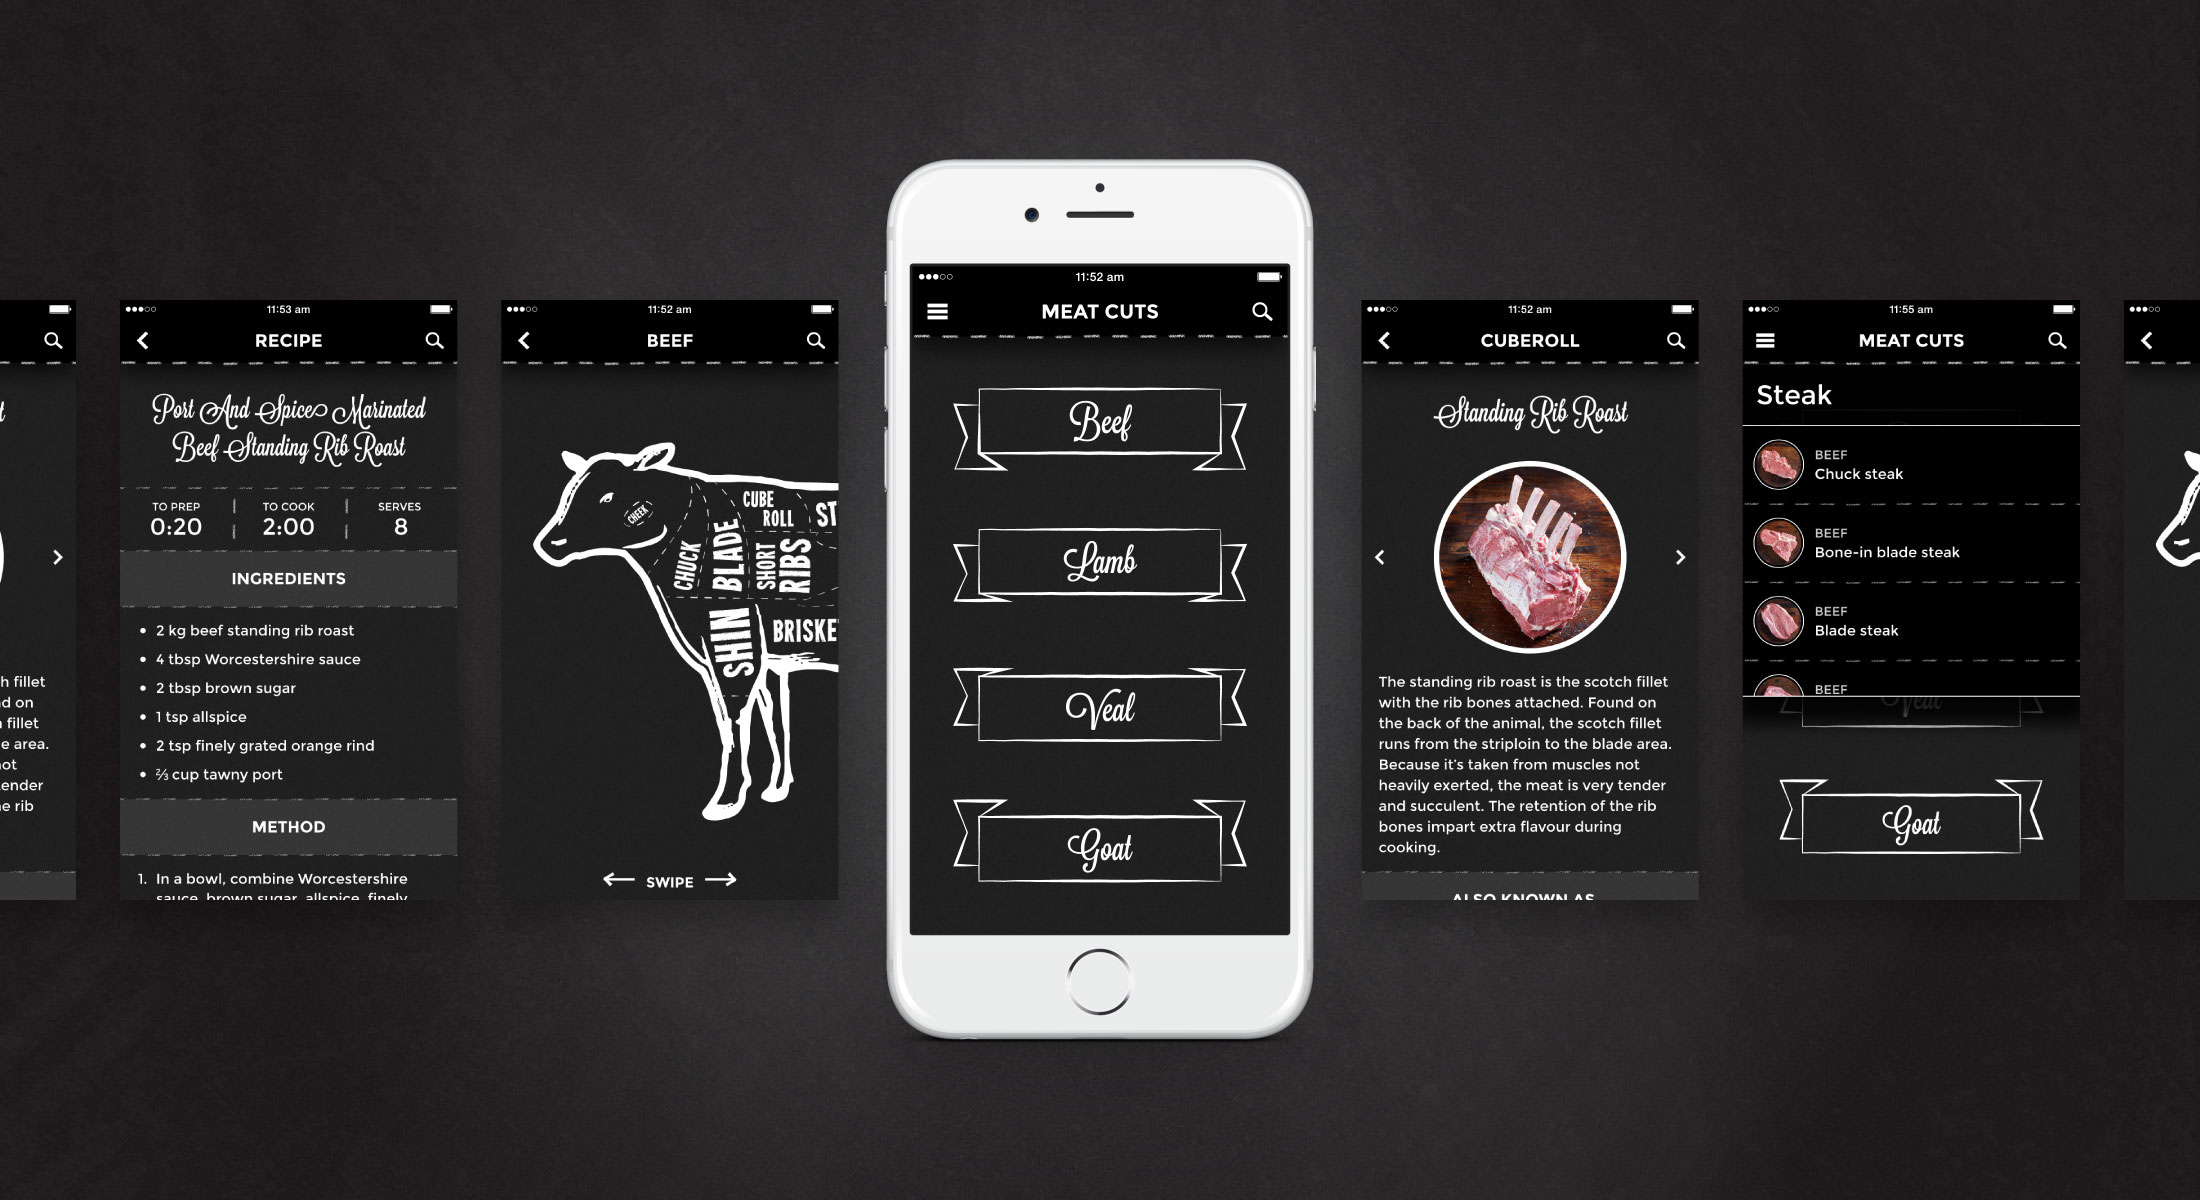 h fillet
d on
fillet
e area.
not
ender
e rib
11:53 am
RECIPE
Port And Spice Marinated
Beef Standing Rib Roast
TO PREP TO COOK SERVES
0:20 2:00 8
INGREDIENTS
• 2 kg beef standing rib roast
• 4 tbsp Worcestershire sauce
• 2 tbsp brown sugar
• 1 tsp allspice
• 2 tsp finely grated orange rind
• ⅔ cup tawny port
METHOD
1. In a bowl, combine Worcestershire
sauce, brown sugar, allspice, finely
11:52 am
BEEF
CHEEK
CHUCK
BLADE
CUBE
ROLL
SHORT
RIBS
ST
SHIN
BRISKE
SWIPE
11:52 am
MEAT CUTS
Beef
Lamb
Veal
Goat
11:52 am
CUBEROLL
Standing Rib Roast
The standing rib roast is the scotch fillet
with the rib bones attached. Found on
the back of the animal, the scotch fillet
runs from the striploin to the blade area.
Because it's taken from muscles not
heavily exerted, the meat is very tender
and succulent. The retention of the rib
bones impart extra flavour during
cooking.
ALSO KNOWN AS
11:55 am
MEAT CUTS
Steak
BEEF
Chuck steak
BEEF
Bone-in blade steak
BEEF
Blade steak
BEEF
Veal
Goat